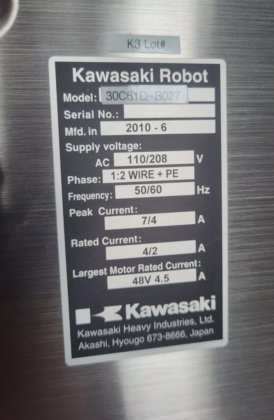 K3 Lot#
Kawasaki Robot
Model: 30C61D-B027
Serial No.:
Mfd. in 2010 - 6
Supply voltage:
AC 110/208 V
Phase: 1:2 WIRE + PE
Frequency: 50/60 Hz
Peak Current:
7/4 A
Rated Current:
4/2 A
Largest Motor Rated Current:
48V 4.5 A
Kawasaki
Kawasaki Heavy Industries, Ltd.
Akashi, Hyougo 673-8666, Japan